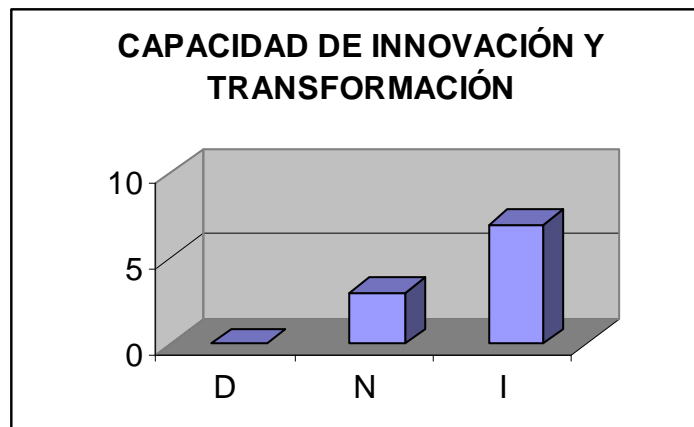 CAPACIDAD DE INNOVACIÓN Y
TRANSFORMACIÓN
10
5
0
D N I